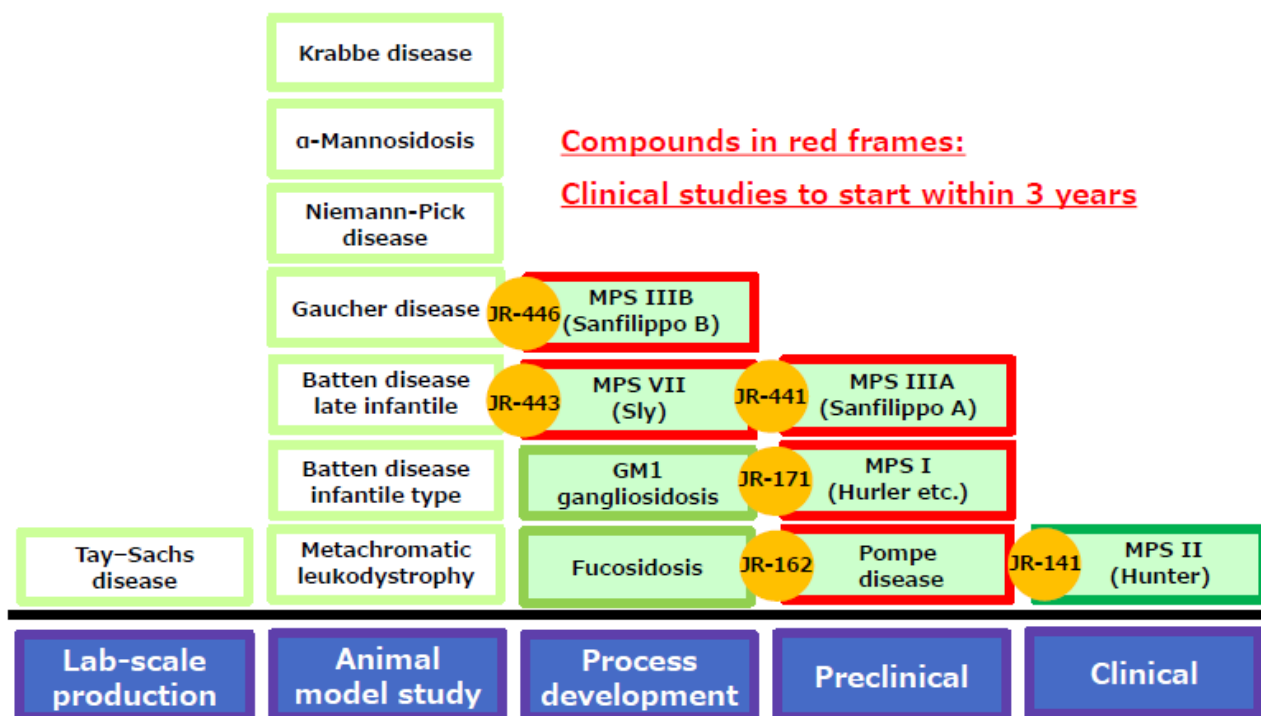 Krabbe disease
α-Mannosidosis
Compounds in red frames:
Clinical studies to start within 3 years
Niemann-Pick
disease
Gaucher disease
JR-446
MPS IIIB
(Sanfilippo B)
Batten disease
late infantile
JR-443
MPS VII
(Sly)
JR-441
MPS IIIA
(Sanfilippo A)
Batten disease
infantile type
GM1
gangliosidosis
JR-171
MPS I
(Hurler etc.)
Tay–Sachs
disease
Metachromatic
leukodystrophy
Fucosidosis
JR-162
Pompe
disease
JR-141
MPS II
(Hunter)
Lab-scale
production
Animal
model study
Process
development
Preclinical
Clinical